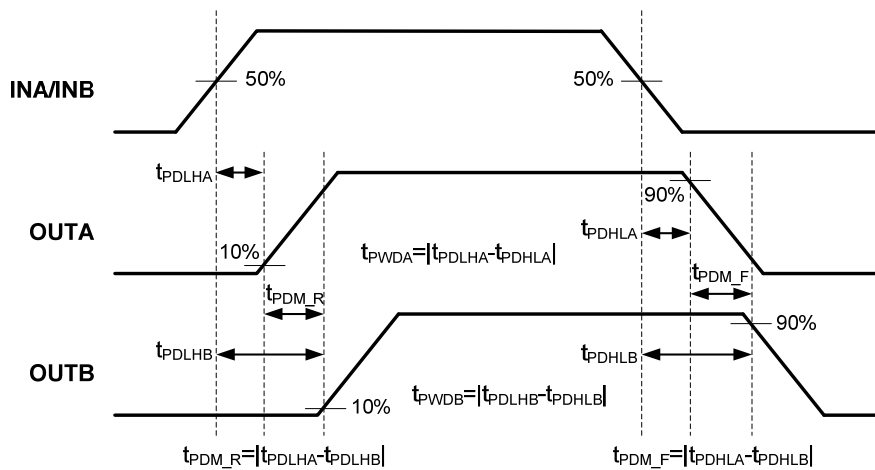 INA/INB
50%
50%
tPDLHA
90%
OUTA
tPDHLA
10%
tPWDA=|tPDLHA-tPDHLA|
tPDM_R
tPDM_F
tPDLHB
tPDHLB
90%
OUTB
tPWDB=|tPDLHB-tPDHLB|
10%
tPDM_R=|tPDLHA-tPDLHB|
tPDM_F=|tPDHLA-tPDHLB|